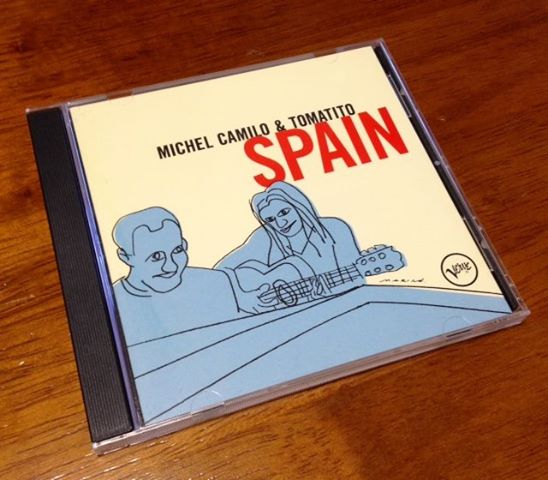 MICHEL CAMILO & TOMATITO
SPAIN
Verve